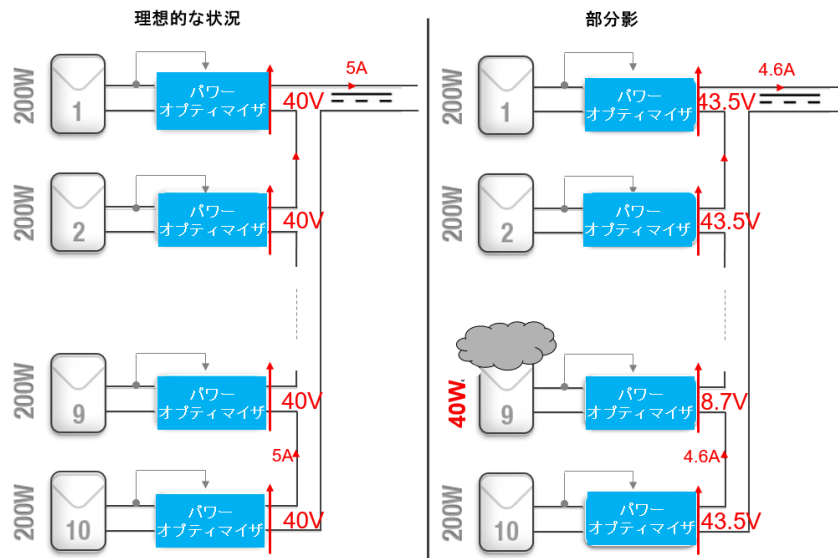 理想的な状況
200W
1
パワー
オプティマイザ
40V
5A
200W
2
パワー
オプティマイザ
40V
200W
9
パワー
オプティマイザ
40V
5A
200W
10
パワー
オプティマイザ
40V
部分影
200W
1
パワー
オプティマイザ
43.5V
4.6A
200W
2
パワー
オプティマイザ
43.5V
40W
9
パワー
オプティマイザ
8.7V
4.6A
200W
10
パワー
オプティマイザ
43.5V